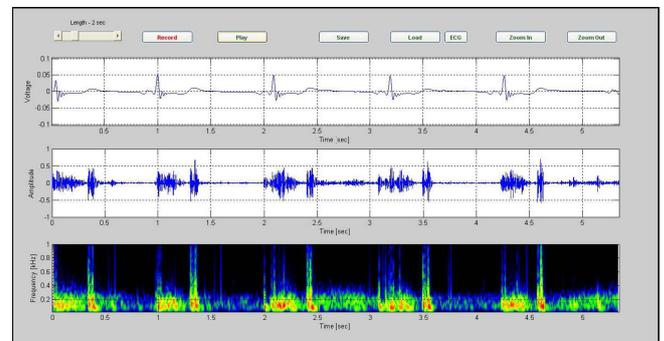 Length - 2 sec
Record Play Save Load ECG Zoom In Zoom Out
0.1
0.05
0
-0.05
-0.1
Voltage
0.5 1 1.5 2 2.5 3 3.5 4 4.5 5
Time [sec]
1
0.5
0
-0.5
-1
Amplitude
0 0.5 1 1.5 2 2.5 3 3.5 4 4.5 5
Time [sec]
1
0.8
0.6
0.4
0.2
Frequency [kHz]
0 0.5 1 1.5 2 2.5 3 3.5 4 4.5 5
Time [sec]